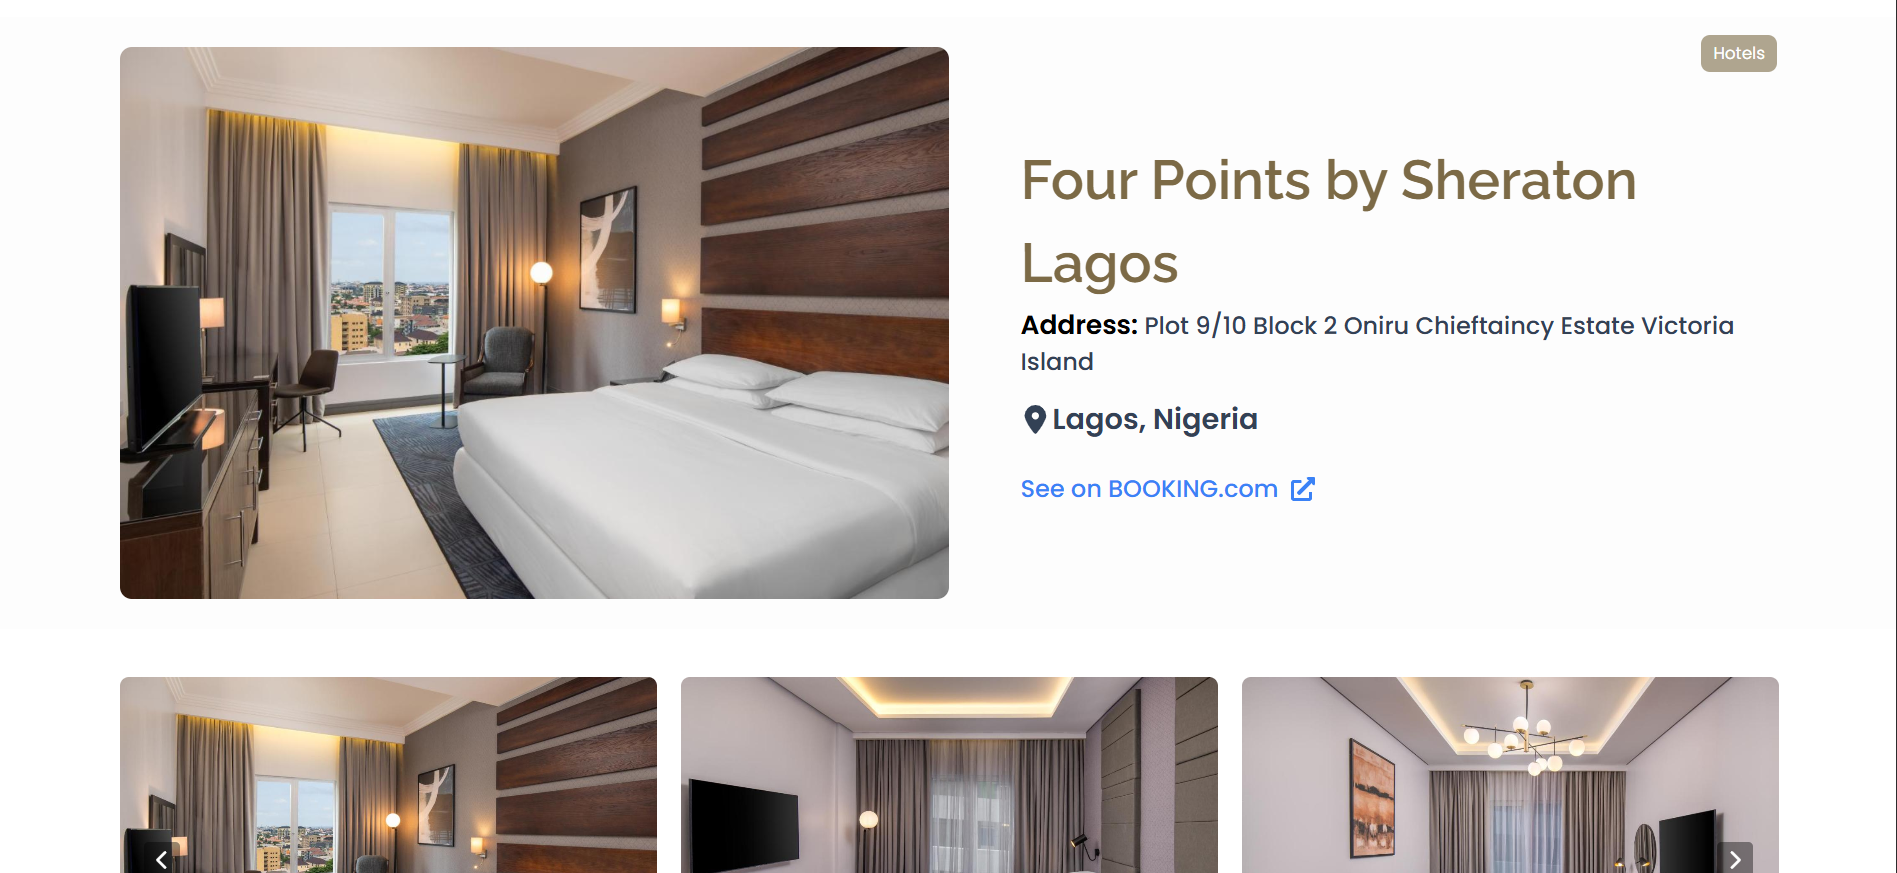 Hotels
Four Points by Sheraton
Lagos
Address: Plot 9/10 Block 2 Oniru Chieftaincy Estate Victoria
Island
Lagos, Nigeria
See on BOOKING.com